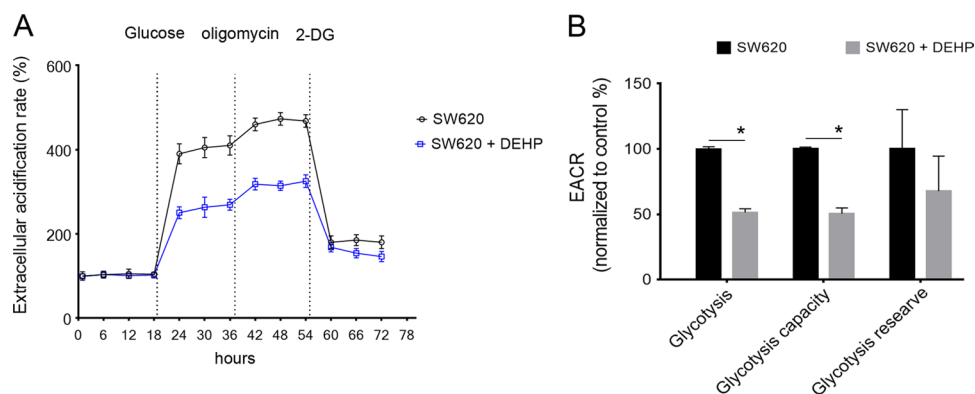 A
Glucose oligomycin 2-DG
Extracellular acidification rate (%)
600
400
200
0
0 6 12 18 24 30 36 42 48 54 60 66 72 78
hours
SW620
SW620 + DEHP
B
SW620
SW620 + DEHP
EACR
(normalized to control %)
150
100
50
0
*
*
Glycotysis
Glycotysis capacity
Glycotysis researve